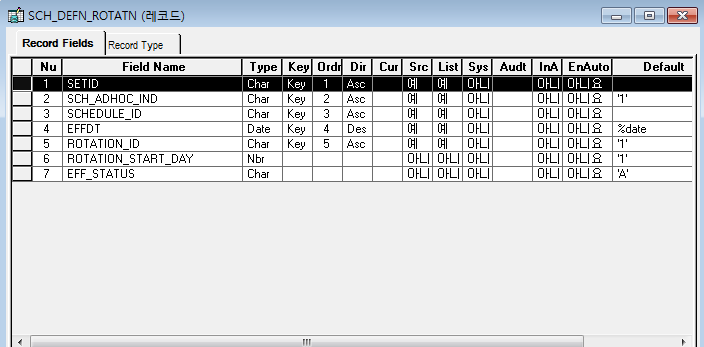 SCH_DEFN_ROTATN (레코드)
Record Fields Record Type
Nu Field Name Type Key Ordr Dir Cur Src List Sys Audt InA EnAuto Default
1 SETID Char Key 1 Asc 예 예 아니 아니 아니요
2 SCH_ADHOC_IND Char Key 2 Asc 예 예 아니 아니 아니요 '1'
3 SCHEDULE_ID Char Key 3 Asc 예 예 아니 아니 아니요
4 EFFDT Date Key 4 Des 예 예 아니 아니 아니요 %date
5 ROTATION_ID Char Key 5 Asc 예 예 아니 아니 아니요 '1'
6 ROTATION_START_DAY Nbr 아니 아니 아니 아니 아니요 '1'
7 EFF_STATUS Char 아니 아니 아니 아니 아니요 'A'